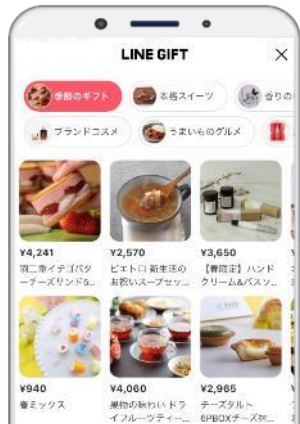 LINE GIFT
季節のギフト
本格スイーツ
香りの
ブランドコスメ
うまいものグルメ
¥4,241
羽二重イチゴバタ
ーチーズサンド6...
¥2,570
ピエトロ 新生活の
お祝いスープセッ...
¥3,650
【春限定】ハンド
クリーム&バスソ...
¥940
春ミックス
¥4,060
果物の味わい ドラ
イフルーツティー...
¥2,965
チーズタルト
6PBOXチーズ抹...